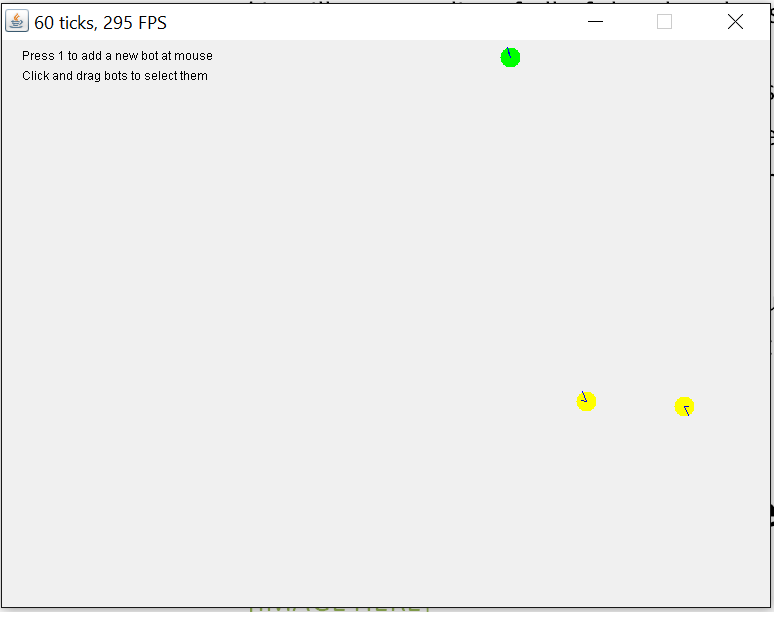 60 ticks, 295 FPS
Press 1 to add a new bot at mouse
Click and drag bots to select them